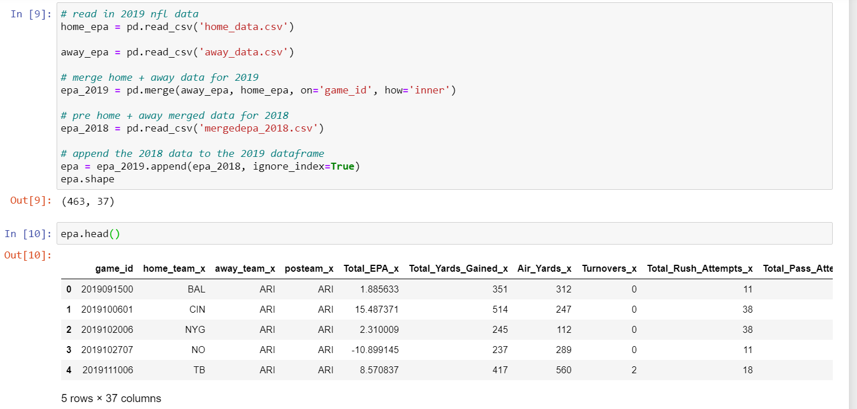 In [9]: # read in 2019 nfl data
home_epa = pd.read_csv('home_data.csv')
away_epa = pd.read_csv('away_data.csv')
# merge home + away data for 2019
epa_2019 = pd.merge(away_epa, home_epa, on='game_id', how='inner')
# pre home + away merged data for 2018
epa_2018 = pd.read_csv('mergedepa_2018.csv')
# append the 2018 data to the 2019 dataframe
epa = epa_2019.append(epa_2018, ignore_index=True)
epa.shape
Out[9]: (463, 37)
In [10]: epa.head()
Out[10]:
game_id home_team_x away_team_x posteam_x Total_EPA_x Total_Yards_Gained_x Air_Yards_x Turnovers_x Total_Rush_Attempts_x Total_Pass_Atte
0 2019091500 BAL ARI ARI 1.885633 351 312 0 11
1 2019100601 CIN ARI ARI 15.487371 514 247 0 38
2 2019102006 NYG ARI ARI 2.310009 245 112 0 38
3 2019102707 NO ARI ARI -10.899145 237 289 0 11
4 2019111006 TB ARI ARI 8.570837 417 560 2 18
5 rows × 37 columns